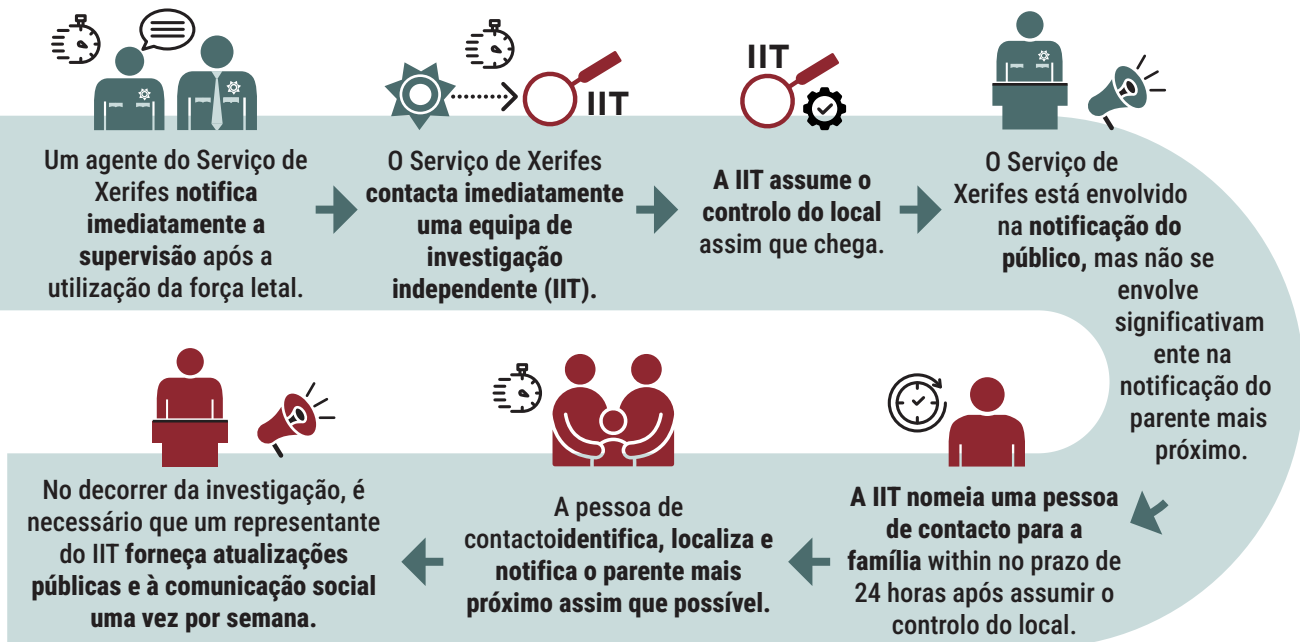 IIT
IIT
Um agente do Serviço de
Xerifes notifica
imediatamente a
supervisão após a
utilização da força letal.
O Serviço de Xerifes
contacta imediatamente
uma equipa de
investigação
independente (IIT).
A IIT assume o
controlo do local
assim que chega.
O Serviço de
Xerifes está envolvido
na notificação do
público, mas não se
envolve
significativam
ente na
notificação do
parente mais
próximo.
A IIT nomeia uma pessoa
de contacto para a
família within no prazo de
24 horas após assumir o
controlo do local.
A pessoa de
contactoidentifica, localiza e
notifica o parente mais
próximo assim que possível.
No decorrer da investigação, é
necessário que um representante
do IIT forneça atualizações
públicas e à comunicação social
uma vez por semana.